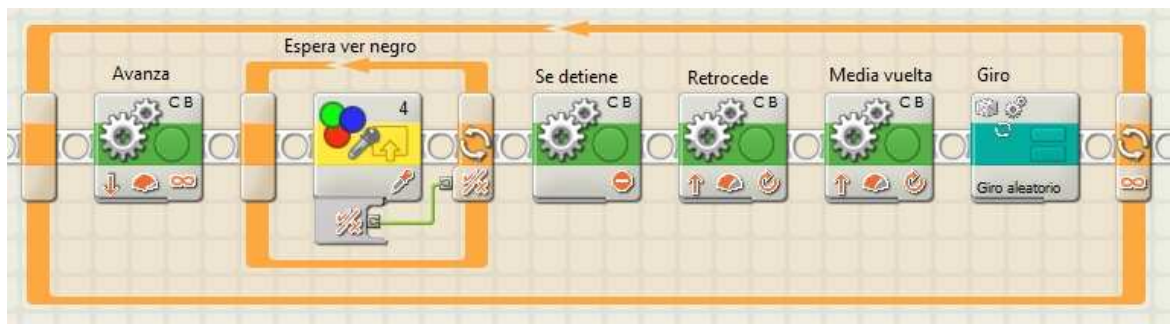 Espera ver negro
Avanza
Se detiene
Retrocede
Media vuelta
Giro
C B
4
C B
C B
C B
Giro aleatorio